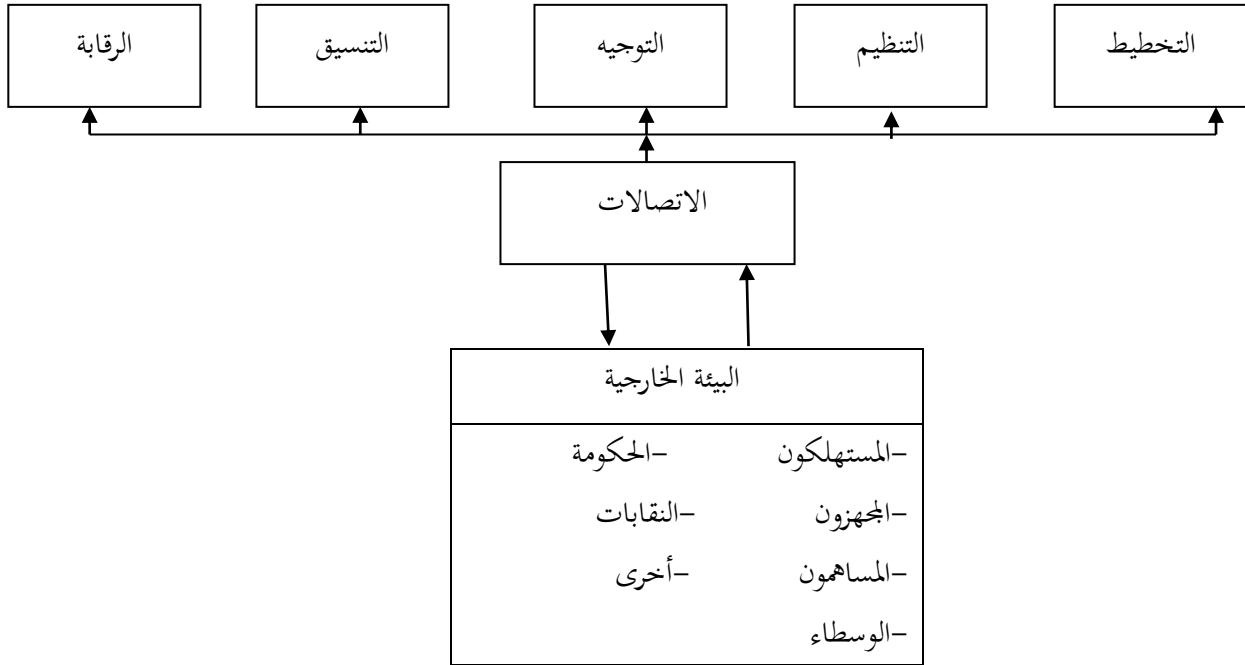 التخطيط
التنظيم
التوجيه
التنسيق
الرقابة
الاتصالات
البيئة الخارجية
-المستهلكون -الحكومة
-المجهزون -النقابات
-المساهمون -أخرى
-الوسطاء